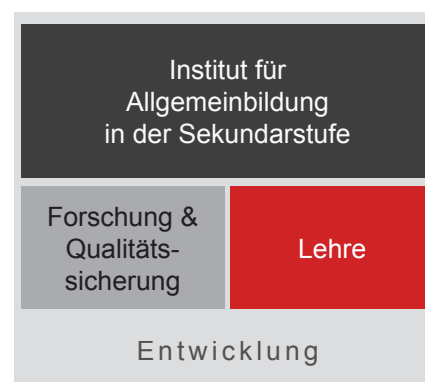 Institut für
Allgemeinbildung
in der Sekundarstufe
Forschung &
Qualitäts-
sicherung
Lehre
Entwicklung